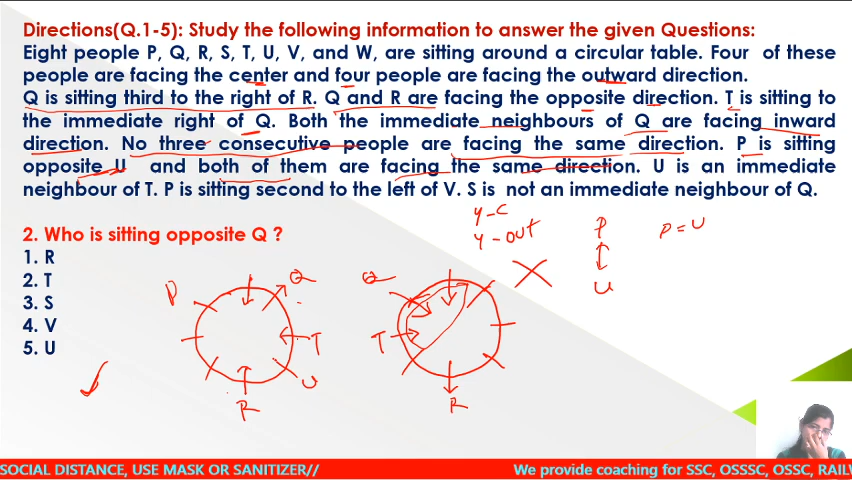 Directions(Q.1-5): Study the following information to answer the given Questions:
Eight people P, Q, R, S, T, U, V, and W, are sitting around a circular table. Four of these
people are facing the center and four people are facing the outward direction.
Q is sitting third to the right of R. Q and R are facing the opposite direction. T is sitting to
the immediate right of Q. Both the immediate neighbours of Q are facing inward
direction. No three consecutive people are facing the same direction. P is sitting
opposite U and both of them are facing the same direction. U is an immediate
neighbour of T. P is sitting second to the left of V. S is not an immediate neighbour of Q.
4-C
4-OUT
P
U
P=U
2. Who is sitting opposite Q ?
1. R
2. T
3. S
4. V
5. U
P
Q
T
U
R
Q
T
R
SOCIAL DISTANCE, USE MASK OR SANITIZER//
We provide coaching for SSC, OSSSC, OSSC, RAILW